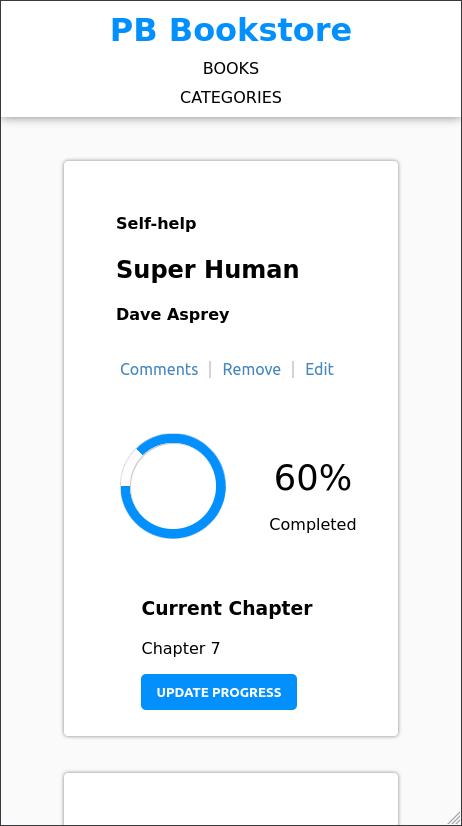 PB Bookstore
BOOKS
CATEGORIES
Self-help
Super Human
Dave Asprey
Comments | Remove | Edit
60%
Completed
Current Chapter
Chapter 7
UPDATE PROGRESS